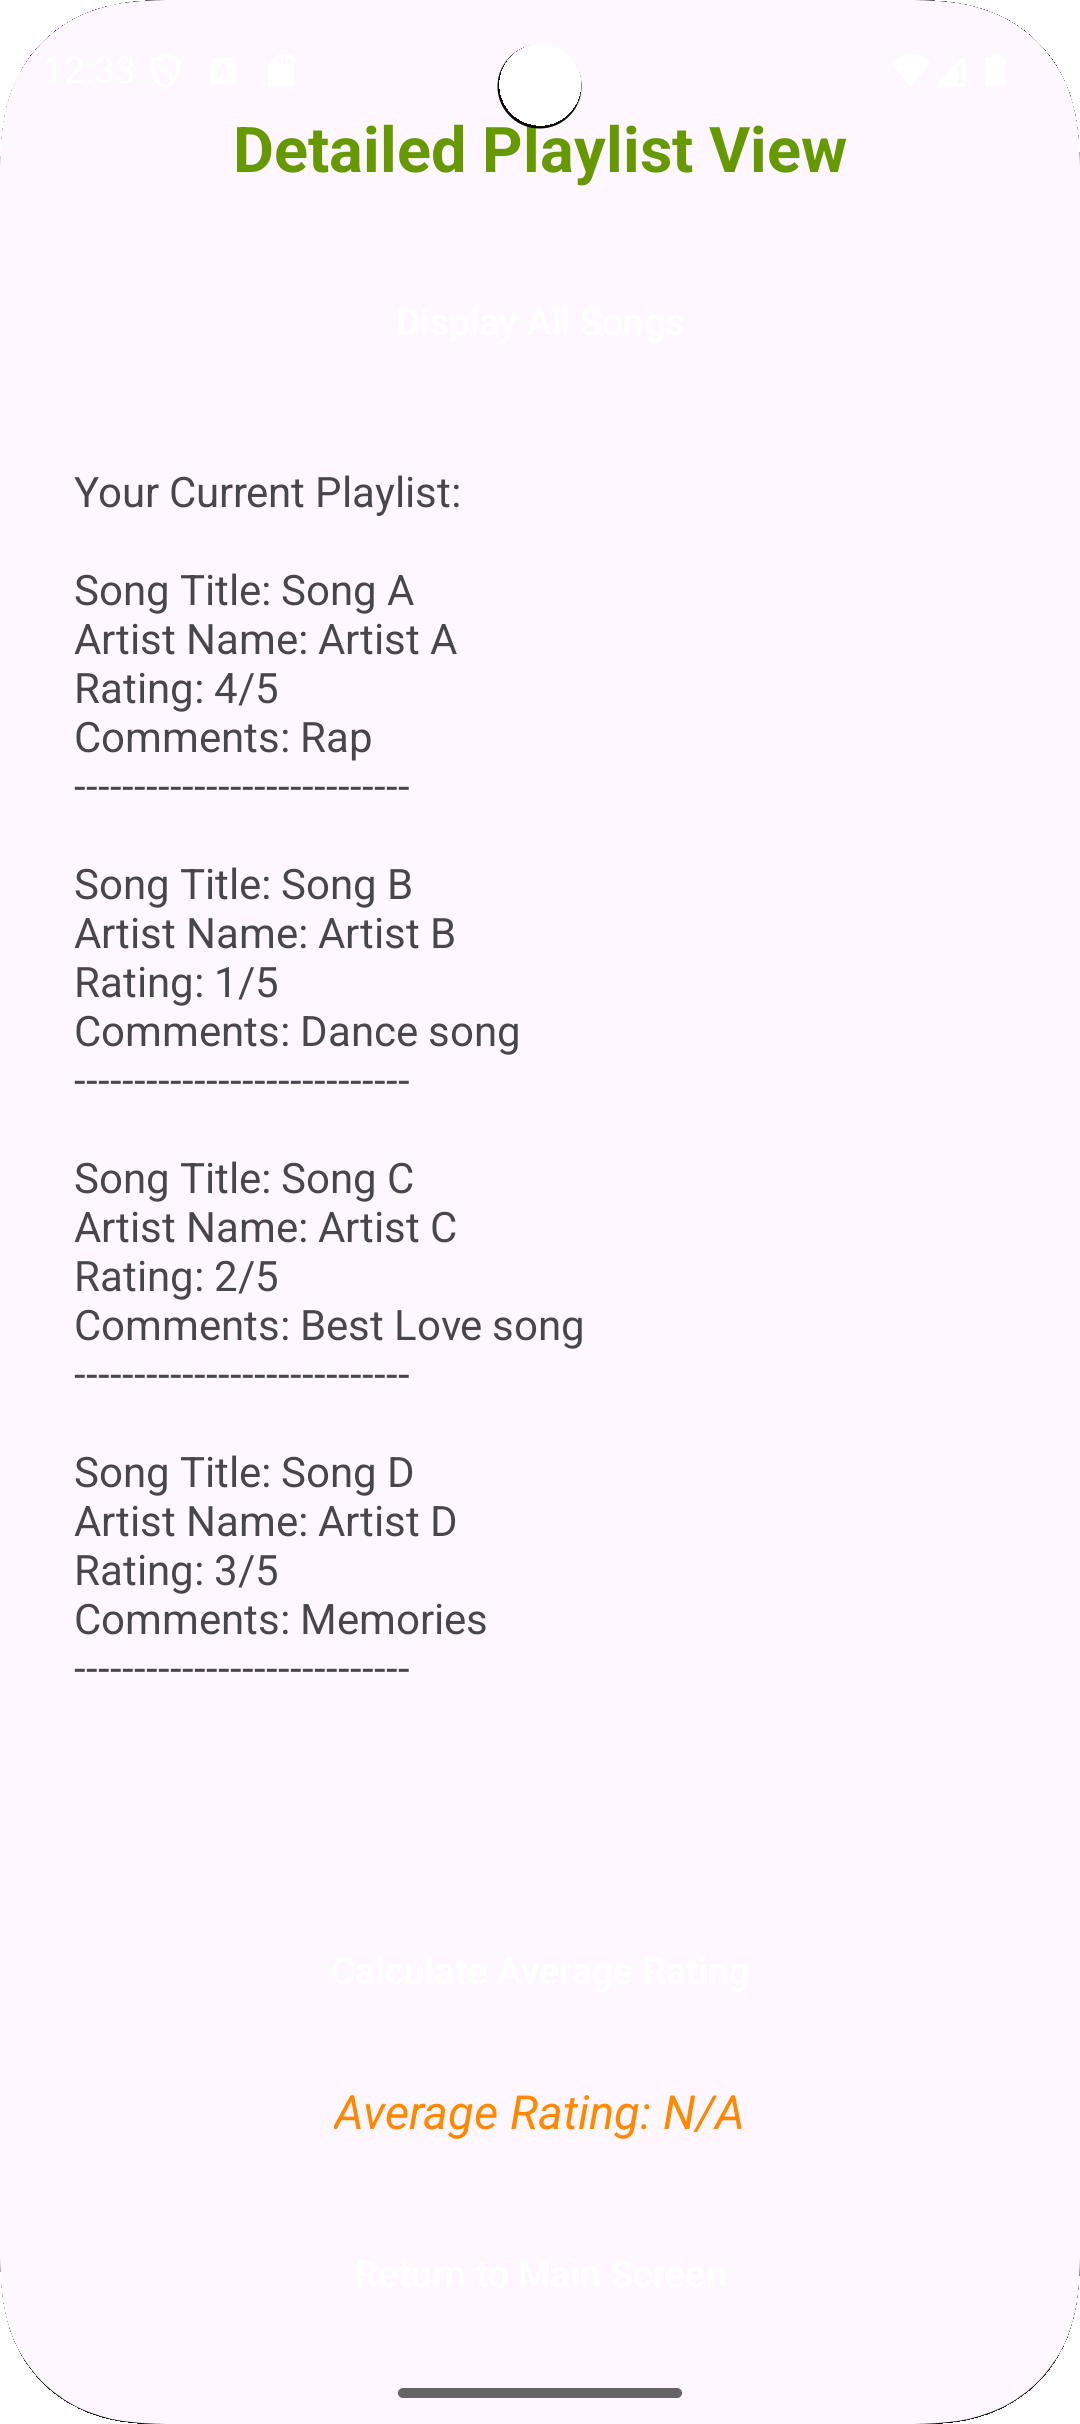 12:33
Detailed Playlist View
Display All Songs
Your Current Playlist:
Song Title: Song A
Artist Name: Artist A
Rating: 4/5
Comments: Rap
----------------------------
Song Title: Song B
Artist Name: Artist B
Rating: 1/5
Comments: Dance song
----------------------------
Song Title: Song C
Artist Name: Artist C
Rating: 2/5
Comments: Best Love song
----------------------------
Song Title: Song D
Artist Name: Artist D
Rating: 3/5
Comments: Memories
----------------------------
Calculate Average Rating
Average Rating: N/A
Return to Main Screen